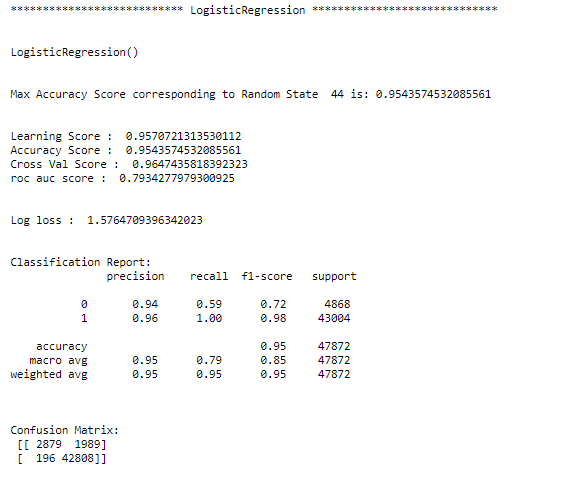 *************************** LogisticRegression *****************************
LogisticRegression()
Max Accuracy Score corresponding to Random State  44 is: 0.9543574532085561
Learning Score :  0.9570721313530112
Accuracy Score :  0.9543574532085561
Cross Val Score :  0.9647435818392323
roc auc score :  0.7934277979300925
Log loss :  1.5764709396342023
Classification Report:
precision    recall  f1-score   support
0       0.94      0.59      0.72      4868
1       0.96      1.00      0.98     43004
accuracy                           0.95     47872
macro avg       0.95      0.79      0.85     47872
weighted avg       0.95      0.95      0.95     47872
Confusion Matrix:
[[ 2879  1989]
[  196 42808]]